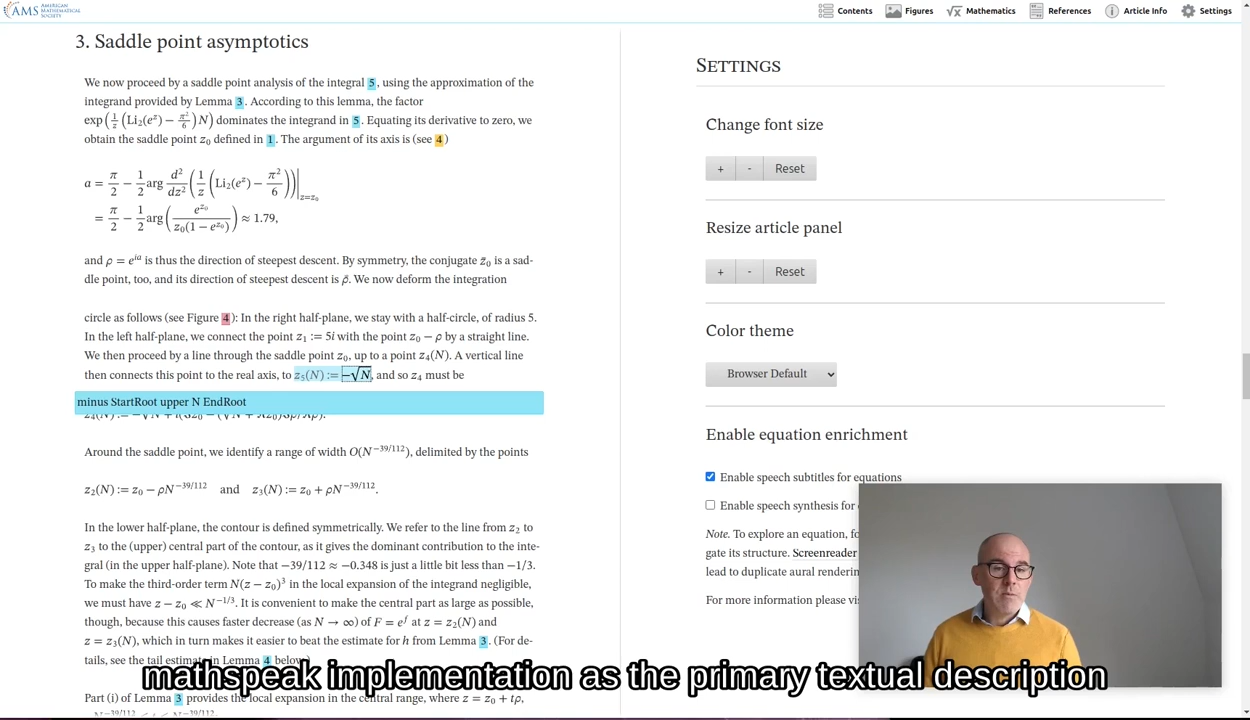 AMS AMERICAN MATHEMATICAL SOCIETY
Contents Figures Mathematics References Article Info Settings
3. Saddle point asymptotics
We now proceed by a saddle point analysis of the integral 5, using the approximation of the
integrand provided by Lemma 3. According to this lemma, the factor
exp(1/z (Li₂(eᶻ) − π²/6) N) dominates the integrand in 5. Equating its derivative to zero, we
obtain the saddle point z₀ defined in 1. The argument of its axis is (see 4)
a = π/2 − 1/2 arg d²/dz² (1/z (Li₂(eᶻ) − π²/6))|z=z₀
= π/2 − 1/2 arg(e^{z₀}/z₀(1 − e^{z₀})) ≈ 1.79,
and ρ = e^{ia} is thus the direction of steepest descent. By symmetry, the conjugate z̄₀ is a sad-
dle point, too, and its direction of steepest descent is ρ̄. We now deform the integration
circle as follows (see Figure 4): In the right half-plane, we stay with a half-circle, of radius 5.
In the left half-plane, we connect the point z₁ := 5i with the point z₀ − ρ by a straight line.
We then proceed by a line through the saddle point z₀, up to a point z₄(N). A vertical line
then connects this point to the real axis, to z₅(N) := −√N, and so z₄ must be
minus StartRoot upper N EndRoot
Around the saddle point, we identify a range of width O(N^{−39/112}), delimited by the points
z₂(N) := z₀ − ρN^{−39/112} and z₃(N) := z₀ + ρN^{−39/112}.
In the lower half-plane, the contour is defined symmetrically. We refer to the line from z₂ to
z₃ to the (upper) central part of the contour, as it gives the dominant contribution to the inte-
gral (in the upper half-plane). Note that −39/112 ≈ −0.348 is just a little bit less than −1/3.
To make the third-order term N(z − z₀)³ in the local expansion of the integrand negligible,
we must have z − z₀ ≪ N^{−1/3}. It is convenient to make the central part as large as possible,
though, because this causes faster decrease (as N → ∞) of F = e^f at z = z₂(N) and
z = z₃(N), which in turn makes it easier to beat the estimate for h from Lemma 3. (For de-
tails, see the tail estimate in Lemma 4 below.)
Part (i) of Lemma 3 provides the local expansion in the central range, where z = z₀ + tρ,
SETTINGS
Change font size
+ - Reset
Resize article panel
+ - Reset
Color theme
Browser Default
Enable equation enrichment
Enable speech subtitles for equations
Enable speech synthesis for
Note. To explore an equation, fo
gate its structure. Screenreader
lead to duplicate aural renderin
For more information please vis
mathspeak implementation as the primary textual description